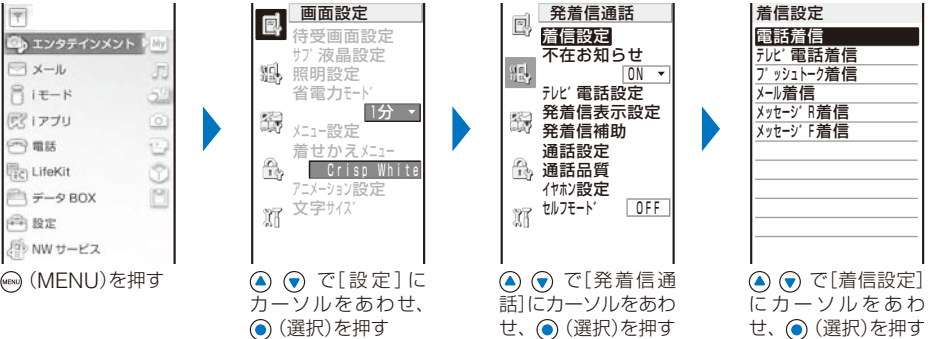 エンタテインメント
My
メール
iモード
iアプリ
電話
LifeKit
データ BOX
設定
NW サービス
MENU (MENU)を押す
画面設定
待受画面設定
ｻﾌﾞ液晶設定
照明設定
省電力ﾓｰﾄﾞ
1分
ﾒﾆｭｰ設定
着せかえﾒﾆｭｰ
Crisp White
ｱﾆﾒｰｼｮﾝ設定
文字ｻｲｽﾞ
で[設定]に
カーソルをあわせ、
(選択)を押す
発着信通話
着信設定
不在お知らせ
ON
ﾃﾚﾋﾞ電話設定
発着信表示設定
発着信補助
通話設定
通話品質
ｲﾔﾎﾝ設定
ｾﾙﾌﾓｰﾄﾞ OFF
で[発着信通
話]にカーソルをあわ
せ、(選択)を押す
着信設定
電話着信
ﾃﾚﾋﾞ電話着信
ﾌﾟｯｼｭﾄｰｸ着信
ﾒｰﾙ着信
ﾒｯｾｰｼﾞR着信
ﾒｯｾｰｼﾞF着信
で[着信設定]
にカーソルをあわ
せ、(選択)を押す